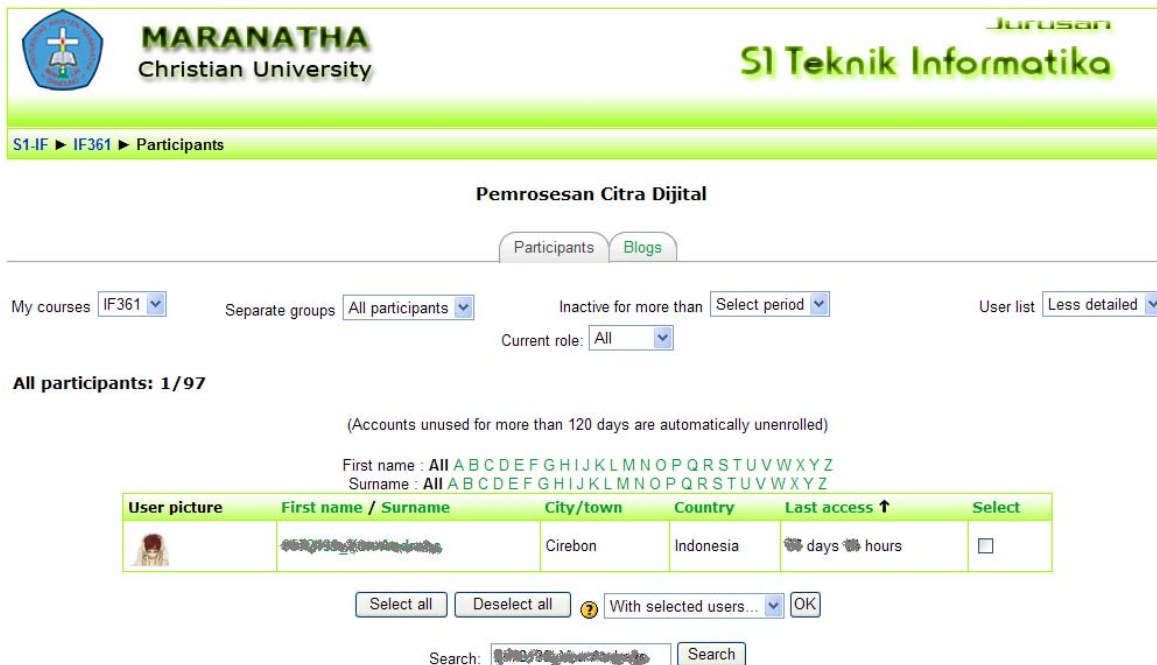 MARANATHA
Christian University
Jurusan
S1 Teknik Informatika
S1-IF ► IF361 ► Participants
Pemrosesan Citra Dijital
Participants Blogs
My courses IF361 Separate groups All participants Inactive for more than Select period User list Less detailed
Current role: All
All participants: 1/97
(Accounts unused for more than 120 days are automatically unenrolled)
First name : All A B C D E F G H I J K L M N O P Q R S T U V W X Y Z
Surname : All A B C D E F G H I J K L M N O P Q R S T U V W X Y Z
User picture First name / Surname City/town Country Last access ↑ Select
Cirebon Indonesia days hours
Select all Deselect all ? With selected users... OK
Search: Search